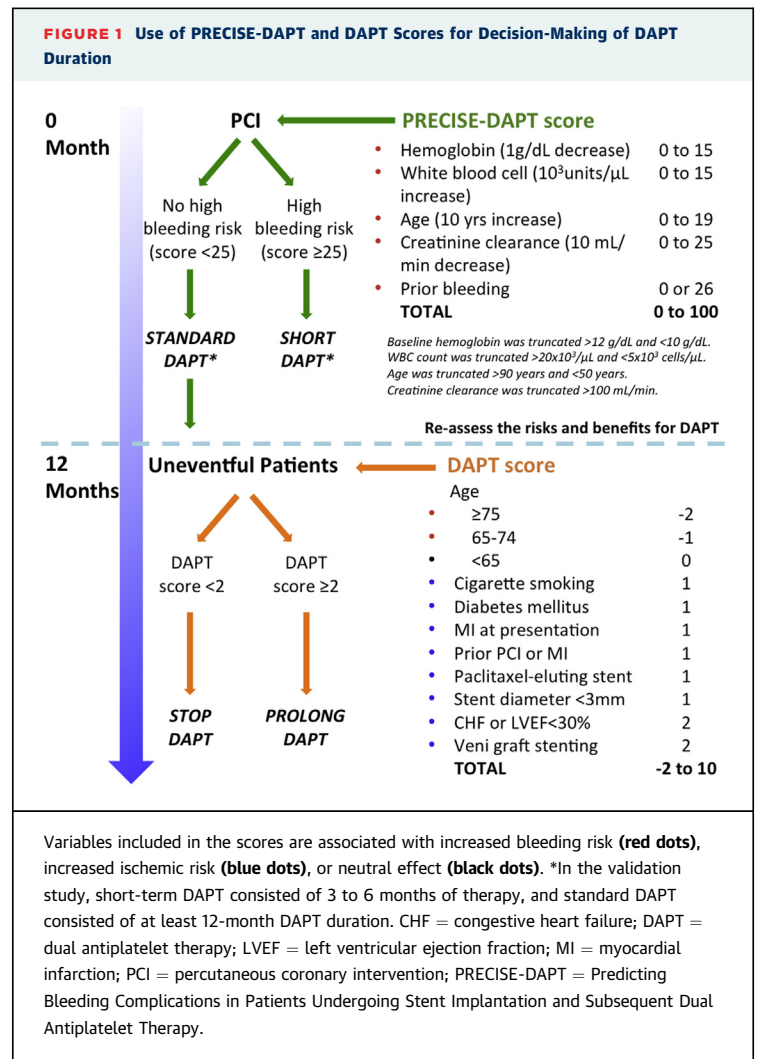 FIGURE 1 Use of PRECISE-DAPT and DAPT Scores for Decision-Making of DAPT
Duration
0
Month
PCI
PRECISE-DAPT score
• Hemoglobin (1g/dL decrease) 0 to 15
• White blood cell (10³units/µL 0 to 15
increase)
• Age (10 yrs increase) 0 to 19
• Creatinine clearance (10 mL/ 0 to 25
min decrease)
• Prior bleeding 0 or 26
TOTAL 0 to 100
No high
bleeding risk
(score <25)
High
bleeding risk
(score ≥25)
STANDARD
DAPT*
SHORT
DAPT*
Baseline hemoglobin was truncated >12 g/dL and <10 g/dL.
WBC count was truncated >20x10³/µL and <5x10³ cells/µL.
Age was truncated >90 years and <50 years.
Creatinine clearance was truncated >100 mL/min.
Re-assess the risks and benefits for DAPT
12
Months
Uneventful Patients
DAPT score
Age
• ≥75 -2
• 65-74 -1
• <65 0
• Cigarette smoking 1
• Diabetes mellitus 1
• MI at presentation 1
• Prior PCI or MI 1
• Paclitaxel-eluting stent 1
• Stent diameter <3mm 1
• CHF or LVEF<30% 2
• Veni graft stenting 2
TOTAL -2 to 10
DAPT
score <2
DAPT
score ≥2
STOP
DAPT
PROLONG
DAPT
Variables included in the scores are associated with increased bleeding risk (red dots),
increased ischemic risk (blue dots), or neutral effect (black dots). *In the validation
study, short-term DAPT consisted of 3 to 6 months of therapy, and standard DAPT
consisted of at least 12-month DAPT duration. CHF = congestive heart failure; DAPT =
dual antiplatelet therapy; LVEF = left ventricular ejection fraction; MI = myocardial
infarction; PCI = percutaneous coronary intervention; PRECISE-DAPT = Predicting
Bleeding Complications in Patients Undergoing Stent Implantation and Subsequent Dual
Antiplatelet Therapy.